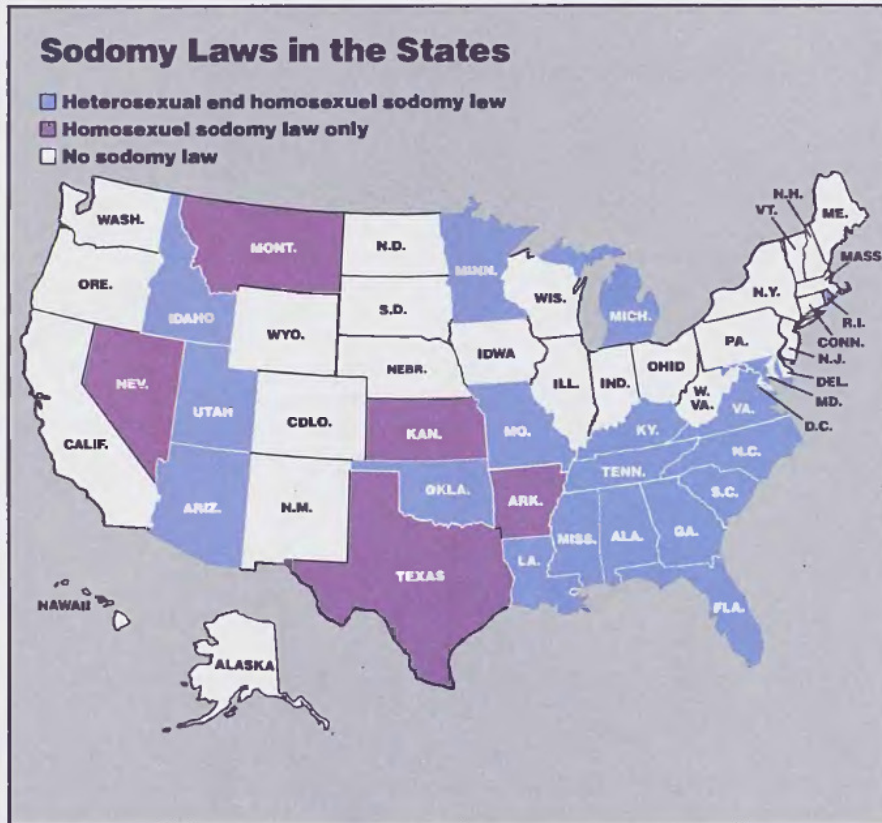 Sodomy Laws in the States
Heterosexual end homosexuel sodomy lew
Homosexuel sodomy law only
No sodomy law
WASH.
MONT.
N.D.
MINN.
N.H.
VT.
ME.
MASS
ORE.
IDAHO
S.D.
WIS.
MICH.
N.Y.
R.I.
WYO.
CONN.
IDWA
PA.
N.J.
NEBR.
NEV.
ILL.
IND.
OHID
DEL.
W.
VA.
MD.
UTAH
CDLO.
VA.
D.C.
CALIF.
KAN.
MO.
KY.
N.C.
TENN.
ARIZ.
N.M.
OKLA.
ARK.
S.C.
MISS.
ALA.
GA.
LA.
TEXAS
NAWAII
FLA.
ALASKA